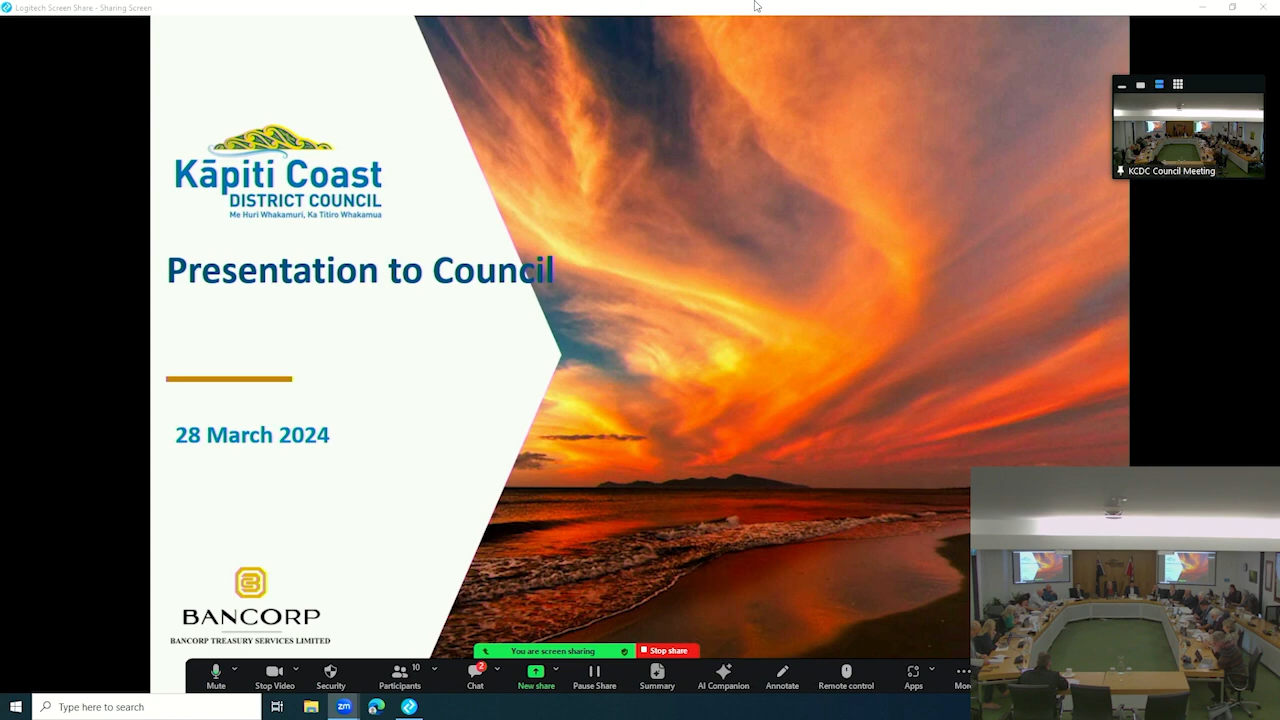 Logitech Screen Share - Sharing Screen
Kāpiti Coast
DISTRICT COUNCIL
Me Huri Whakamuri, Ka Titiro Whakamua
Presentation to Council
28 March 2024
BANCORP
BANCORP TREASURY SERVICES LIMITED
KCDC Council Meeting
You are screen sharing
Stop share
Mute
Stop Video
Security
Participants
10
Chat
2
New share
Pause Share
Summary
AI Companion
Annotate
Remote control
Apps
More
Type here to search
zm